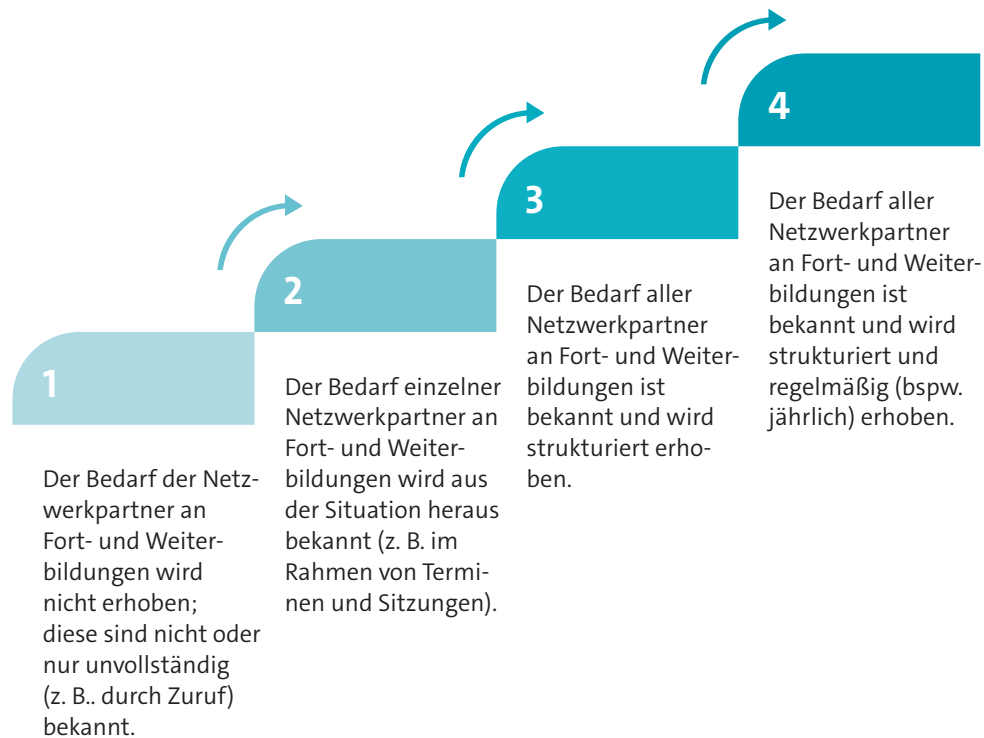 1
Der Bedarf der Netz-
werkpartner an
Fort- und Weiter-
bildungen wird
nicht erhoben;
diese sind nicht oder
nur unvollständig
(z. B.. durch Zuruf)
bekannt.
2
Der Bedarf einzelner
Netzwerkpartner an
Fort- und Weiter-
bildungen wird aus
der Situation heraus
bekannt (z. B. im
Rahmen von Termi-
nen und Sitzungen).
3
Der Bedarf aller
Netzwerkpartner
an Fort- und Weiter-
bildungen ist
bekannt und wird
strukturiert erho-
ben.
4
Der Bedarf aller
Netzwerkpartner
an Fort- und Weiter-
bildungen ist
bekannt und wird
strukturiert und
regelmäßig (bspw.
jährlich) erhoben.